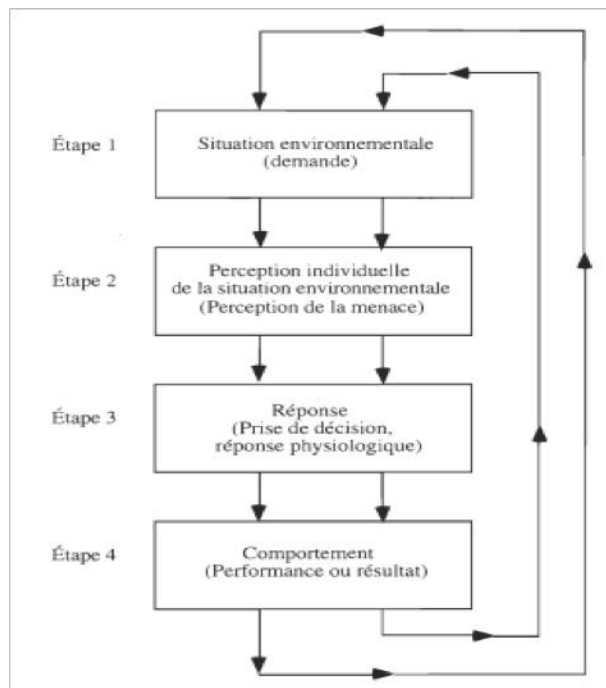 Étape 1
Situation environnementale
(demande)
Étape 2
Perception individuelle
de la situation environnementale
(Perception de la menace)
Étape 3
Réponse
(Prise de décision,
réponse physiologique)
Étape 4
Comportement
(Performance ou résultat)